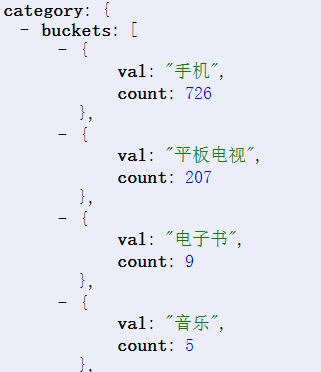 category: {
- buckets: [
- {
val: "手机",
count: 726
},
- {
val: "平板电视",
count: 207
},
- {
val: "电子书",
count: 9
},
- {
val: "音乐",
count: 5
},